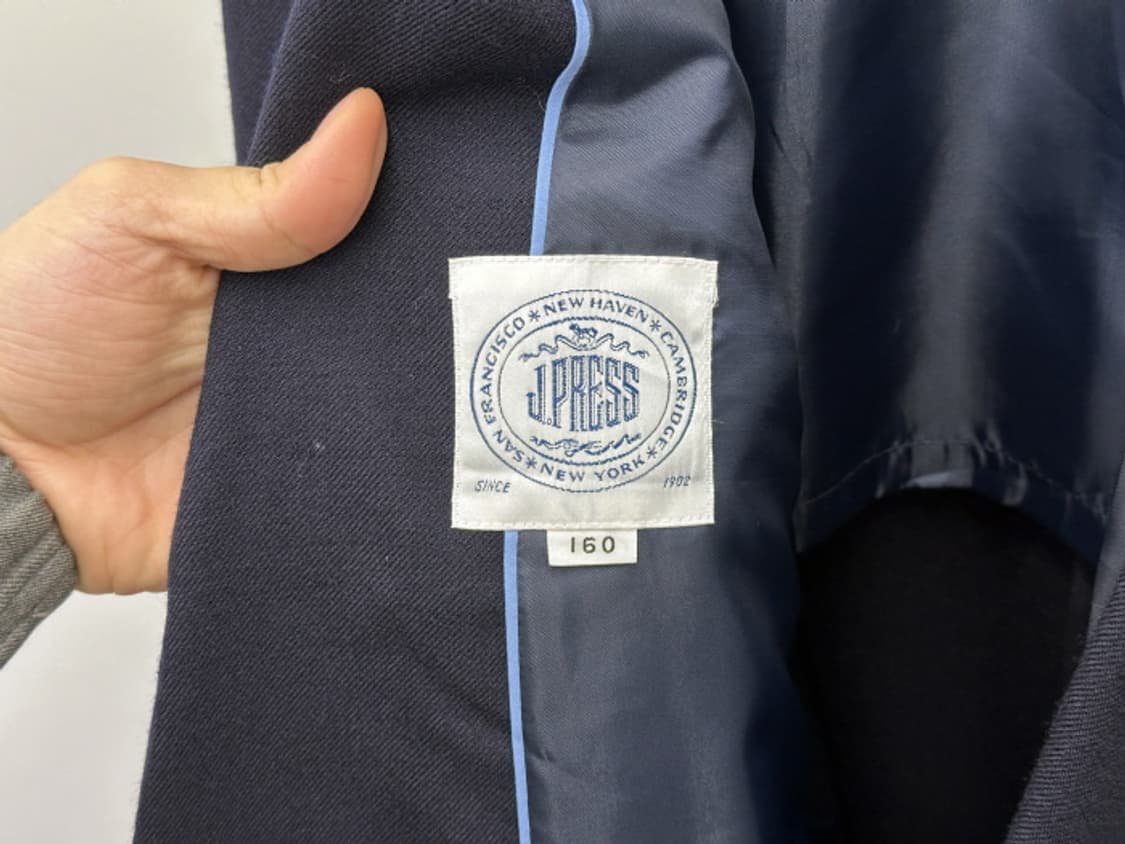 SAN FRANCISCO * NEW HAVEN * CAMBRIDGE * NEW YORK *
J.PRESS
SINCE 1902
160